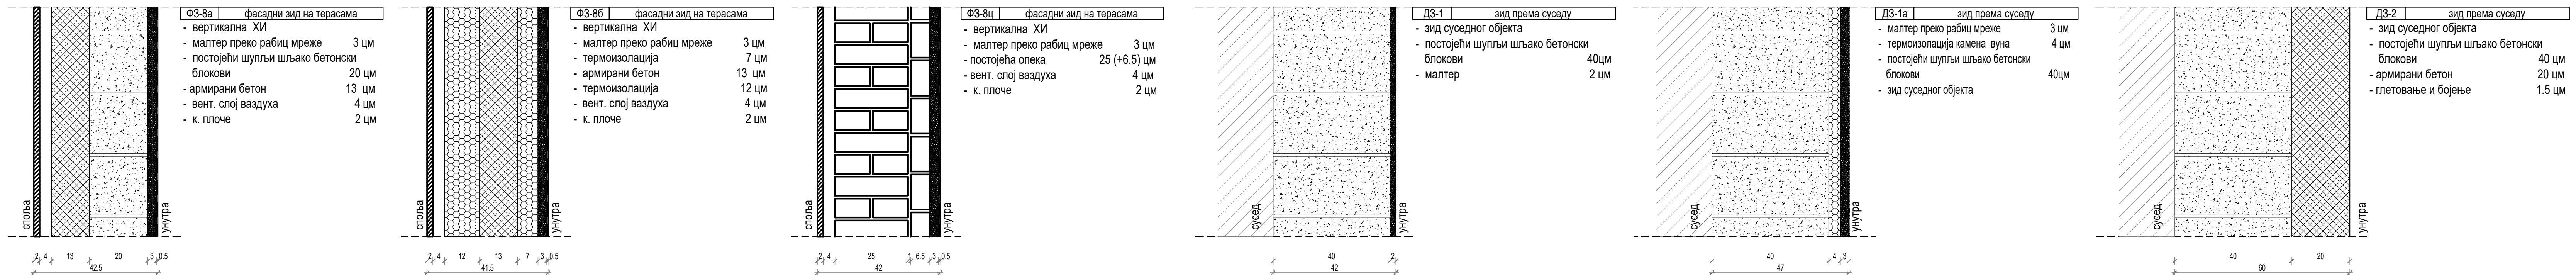 ФЗ-8а фасадни зид на терасама
- вертикална ХИ
- малтер преко рабиц мреже 3 цм
- постојећи шупљи шљако бетонски
блокови 20 цм
- армирани бетон 13 цм
- вент. слој ваздуха 4 цм
- к. плоче 2 цм
споља
унутра
2 4 13 20 3 0.5
42.5
ФЗ-8б фасадни зид на терасама
- вертикална ХИ
- малтер преко рабиц мреже 3 цм
- термоизолација 7 цм
- армирани бетон 13 цм
- термоизолација 12 цм
- вент. слој ваздуха 4 цм
- к. плоче 2 цм
споља
унутра
2 4 12 13 7 3 0.5
41.5
ФЗ-8ц фасадни зид на терасама
- вертикална ХИ
- малтер преко рабиц мреже 3 цм
- постојећа опека 25 (+6.5) цм
- вент. слој ваздуха 4 цм
- к. плоче 2 цм
споља
унутра
2 4 25 1 6.5 3 0.5
42
ДЗ-1 зид према суседу
- зид суседног објекта
- постојећи шупљи шљако бетонски
блокови 40цм
- малтер 2 цм
сусед
унутра
40 2
42
ДЗ-1а зид према суседу
- малтер преко рабиц мреже 3 цм
- термоизолација камена вуна 4 цм
- постојећи шупљи шљако бетонски
блокови 40цм
- зид суседног објекта
сусед
унутра
40 4 3
47
ДЗ-2 зид према суседу
- зид суседног објекта
- постојећи шупљи шљако бетонски
блокови 40 цм
- армирани бетон 20 цм
- глетовање и бојење 1.5 цм
сусед
унутра
40 20
60